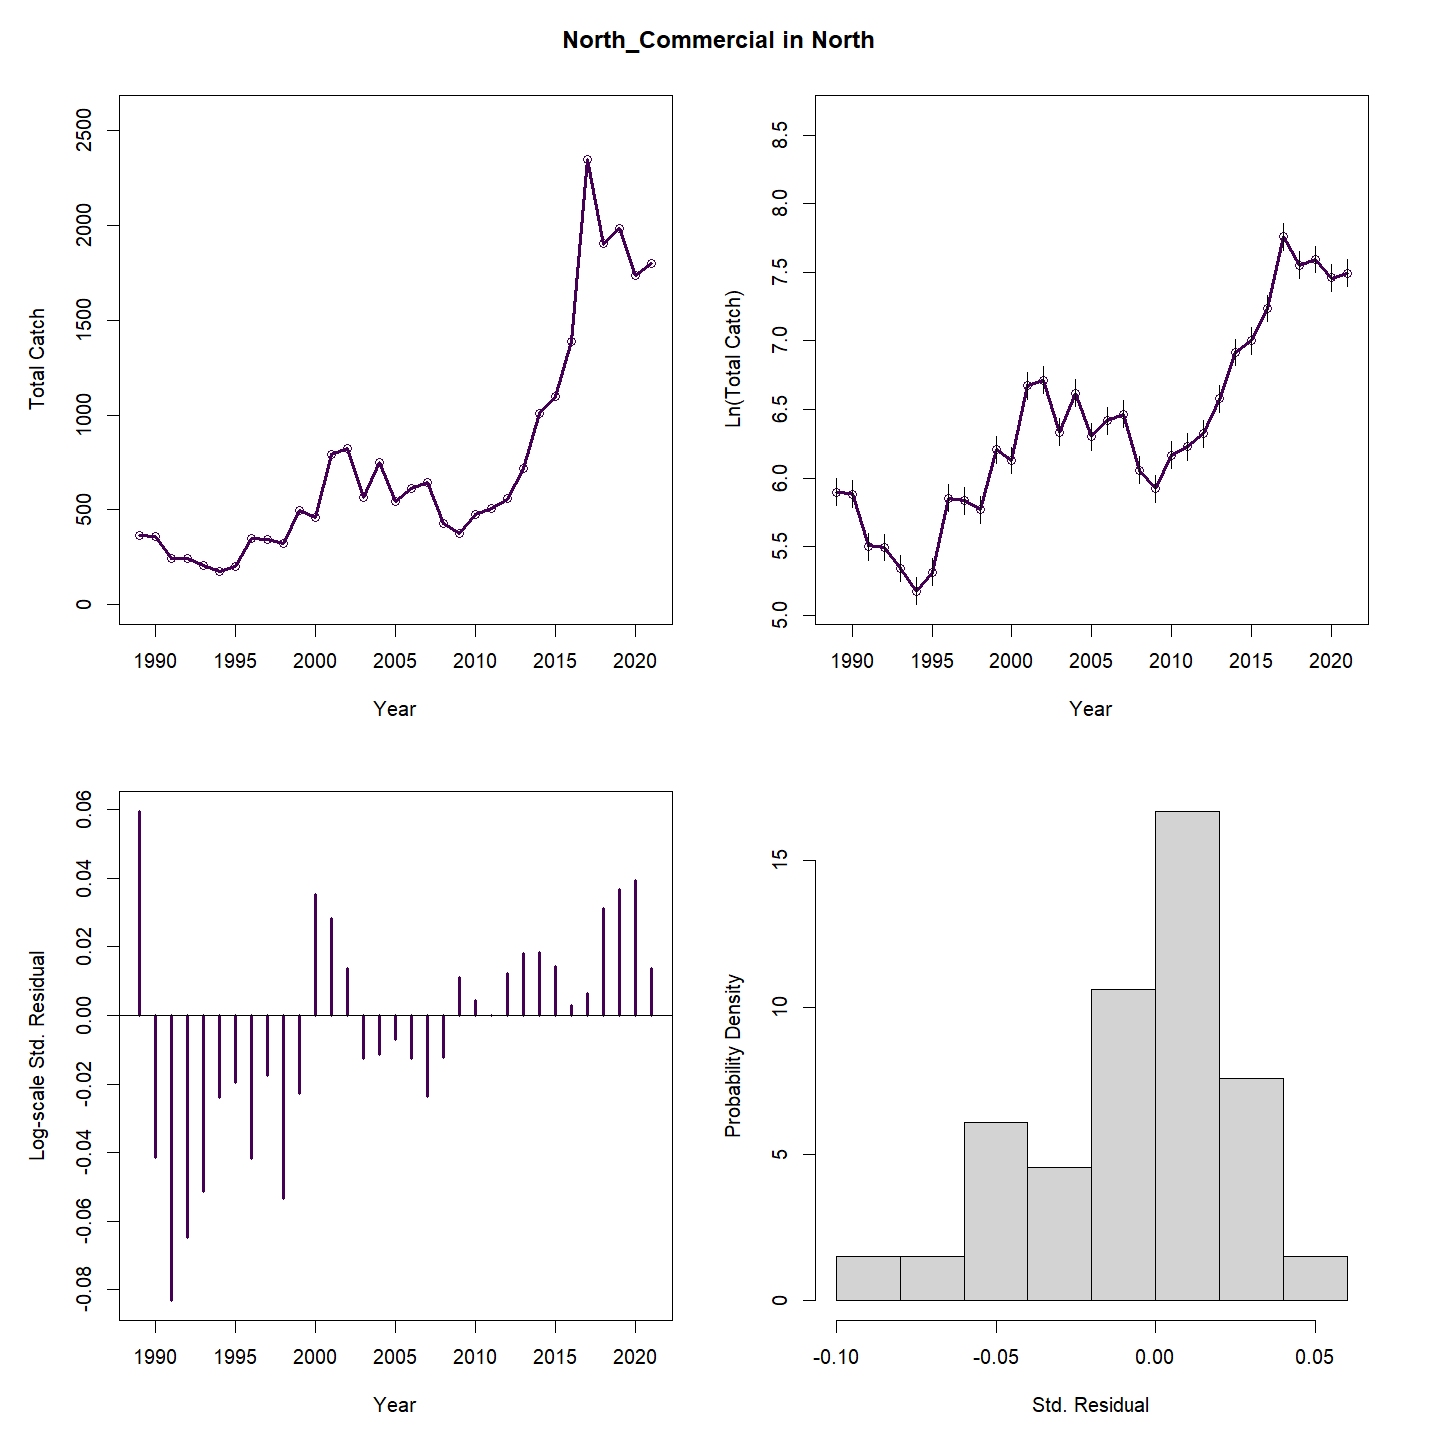 North_Commercial in North
Total Catch
0 500 1000 1500 2000 2500
1990 1995 2000 2005 2010 2015 2020
Year
Ln(Total Catch)
5.0 5.5 6.0 6.5 7.0 7.5 8.0 8.5
1990 1995 2000 2005 2010 2015 2020
Year
Log-scale Std. Residual
-0.08 -0.06 -0.04 -0.02 0.00 0.02 0.04 0.06
1990 1995 2000 2005 2010 2015 2020
Year
Probability Density
0 5 10 15
-0.10 -0.05 0.00 0.05
Std. Residual